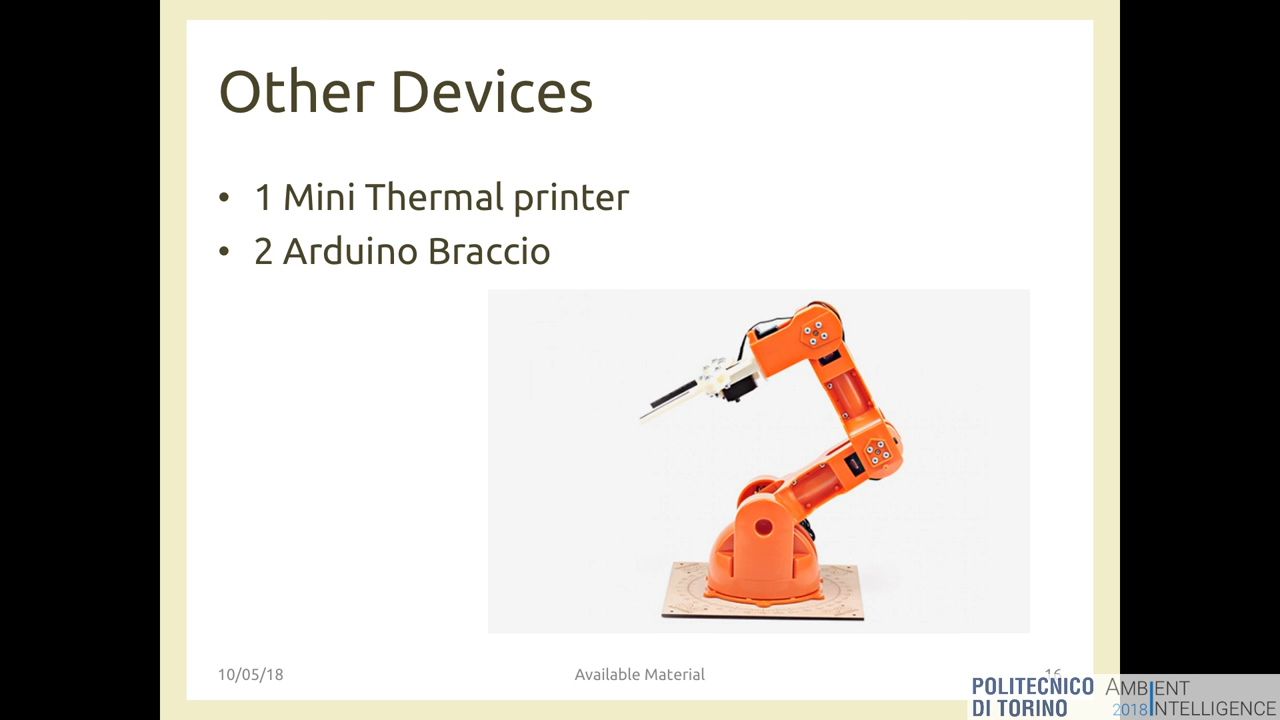 Other Devices
• 1 Mini Thermal printer
• 2 Arduino Braccio
10/05/18
Available Material
16
POLITECNICO
DI TORINO
AMBIENT
2018 INTELLIGENCE